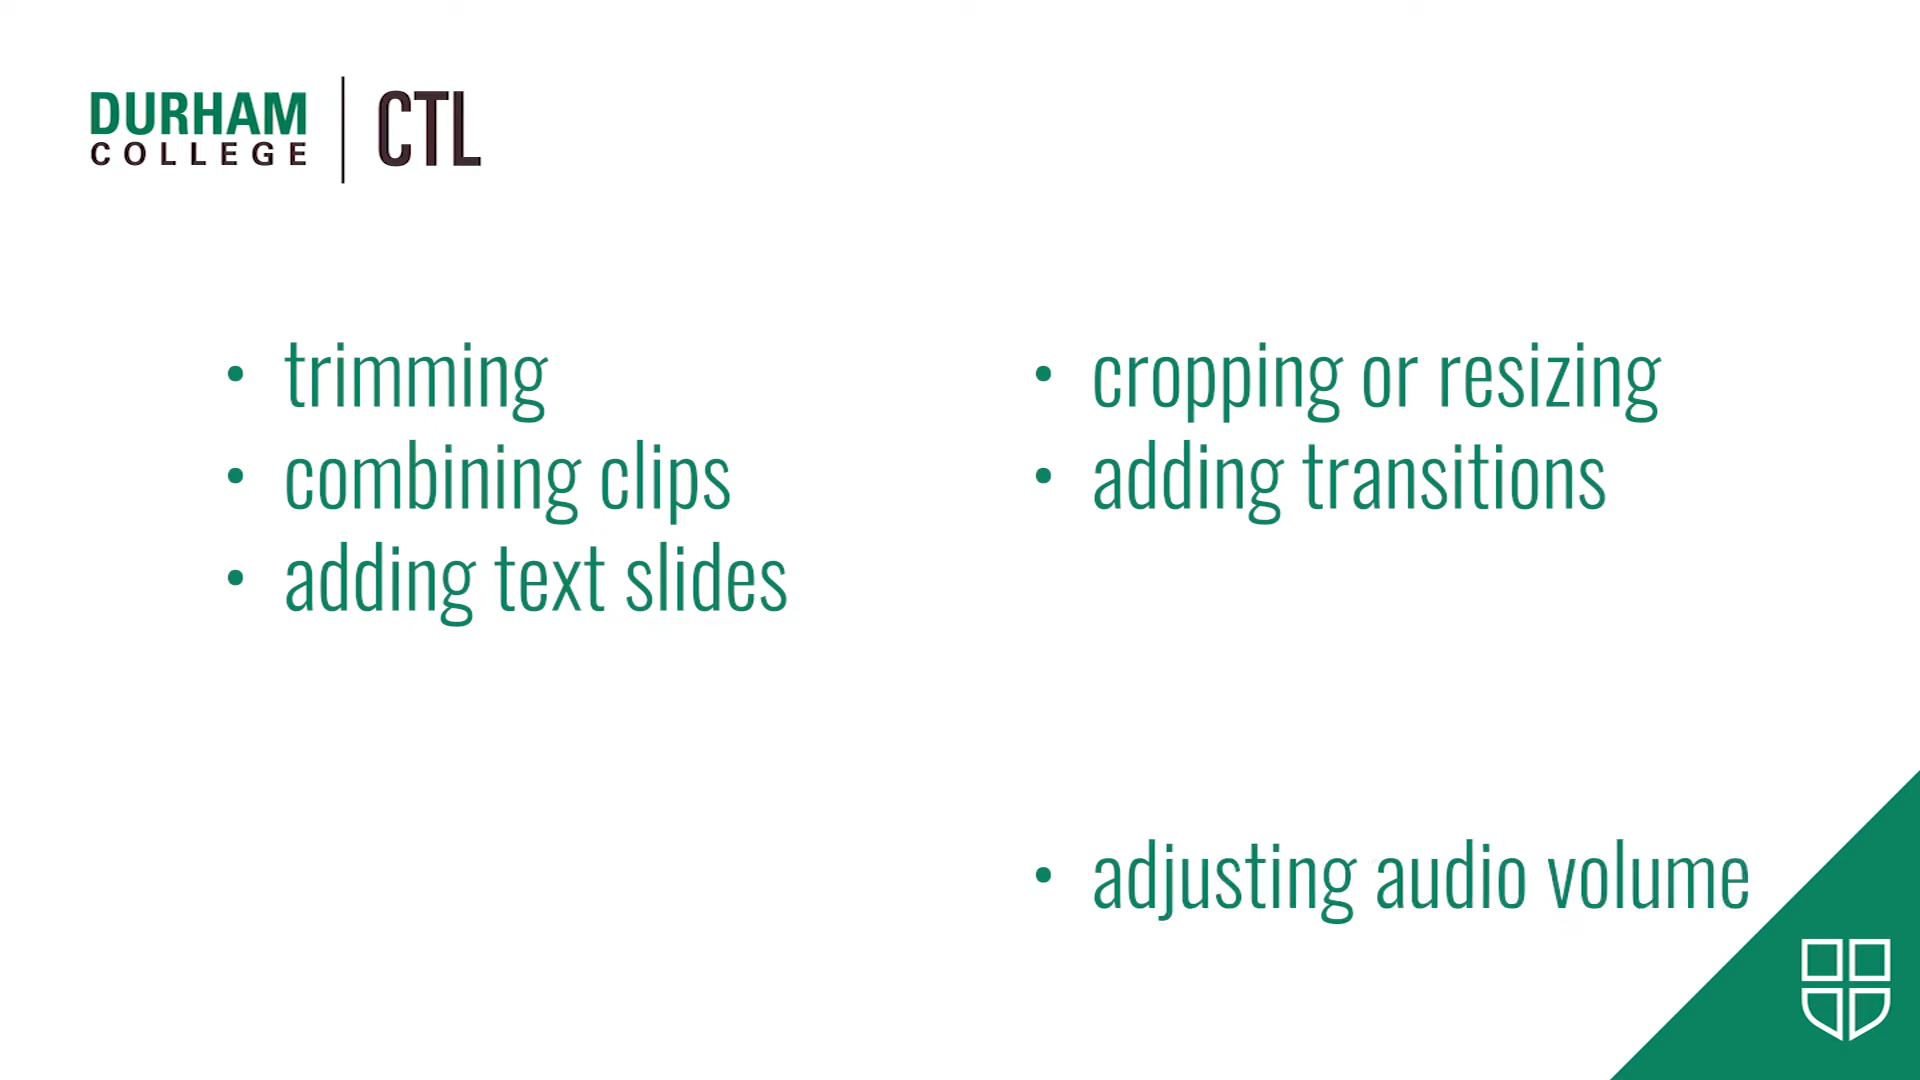 DURHAM
COLLEGE
CTL
• trimming
• combining clips
• adding text slides
• cropping or resizing
• adding transitions
• adjusting audio volume